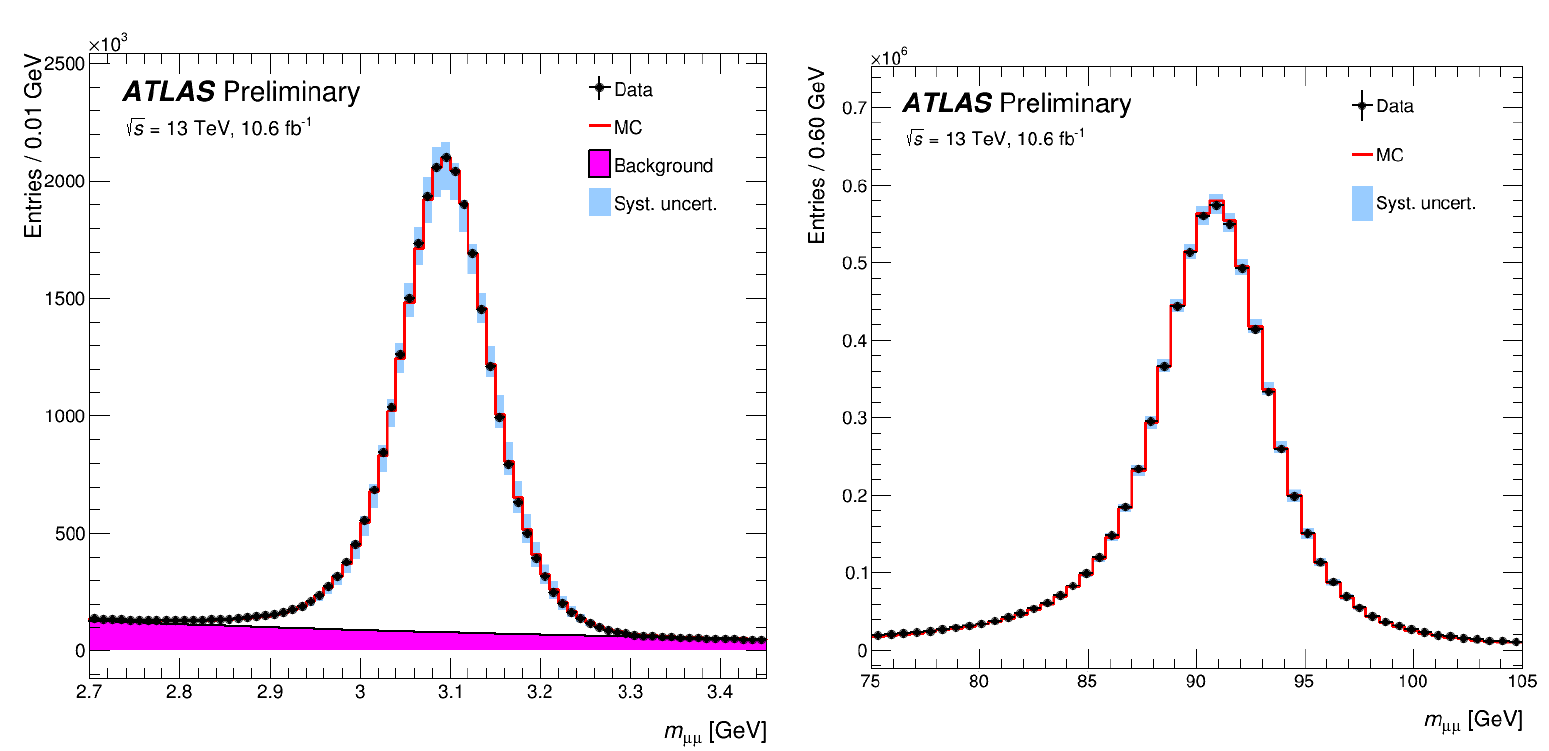 ×10³
2500
2000
1500
1000
500
0
Entries / 0.01 GeV
ATLAS Preliminary
√s = 13 TeV, 10.6 fb⁻¹
Data
MC
Background
Syst. uncert.
2.7 2.8 2.9 3 3.1 3.2 3.3 3.4
mμμ [GeV]
×10⁶
0.7
0.6
0.5
0.4
0.3
0.2
0.1
0
Entries / 0.60 GeV
ATLAS Preliminary
√s = 13 TeV, 10.6 fb⁻¹
Data
MC
Syst. uncert.
75 80 85 90 95 100 105
mμμ [GeV]